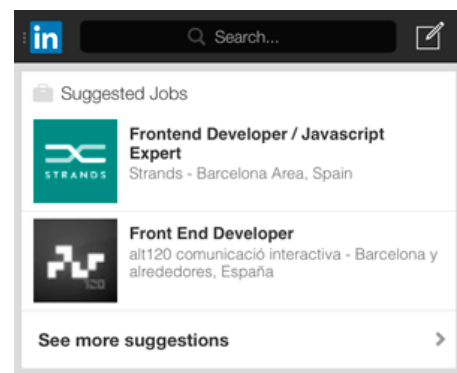 in
Search...
Suggested Jobs
STRANDS
Frontend Developer / Javascript
Expert
Strands - Barcelona Area, Spain
120
Front End Developer
alt120 comunicació interactiva - Barcelona y
alrededores, España
See more suggestions